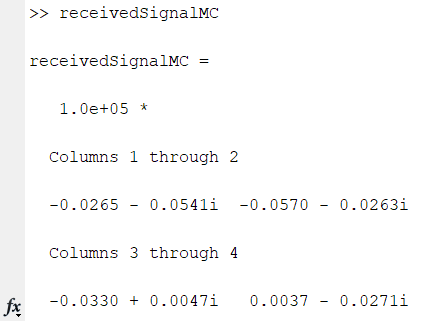 >> receivedSignalMC
receivedSignalMC =
1.0e+05 *
Columns 1 through 2
-0.0265 - 0.0541i  -0.0570 - 0.0263i
Columns 3 through 4
-0.0330 + 0.0047i   0.0037 - 0.0271i
fx